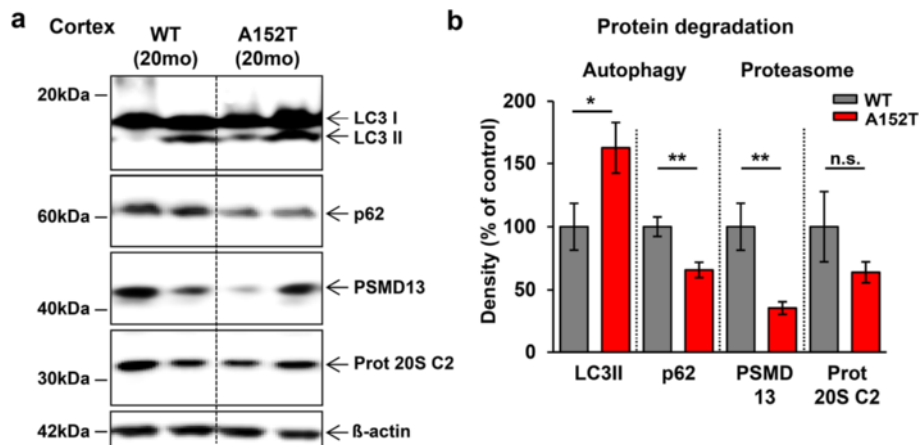 a
Cortex
WT
(20mo)
A152T
(20mo)
20kDa
LC3 I
LC3 II
60kDa
p62
PSMD13
40kDa
Prot 20S C2
30kDa
42kDa
ß-actin
b
Protein degradation
Autophagy
Proteasome
WT
A152T
Density (% of control)
200
150
100
50
0
*
**
**
n.s.
LC3II
p62
PSMD
13
Prot
20S C2